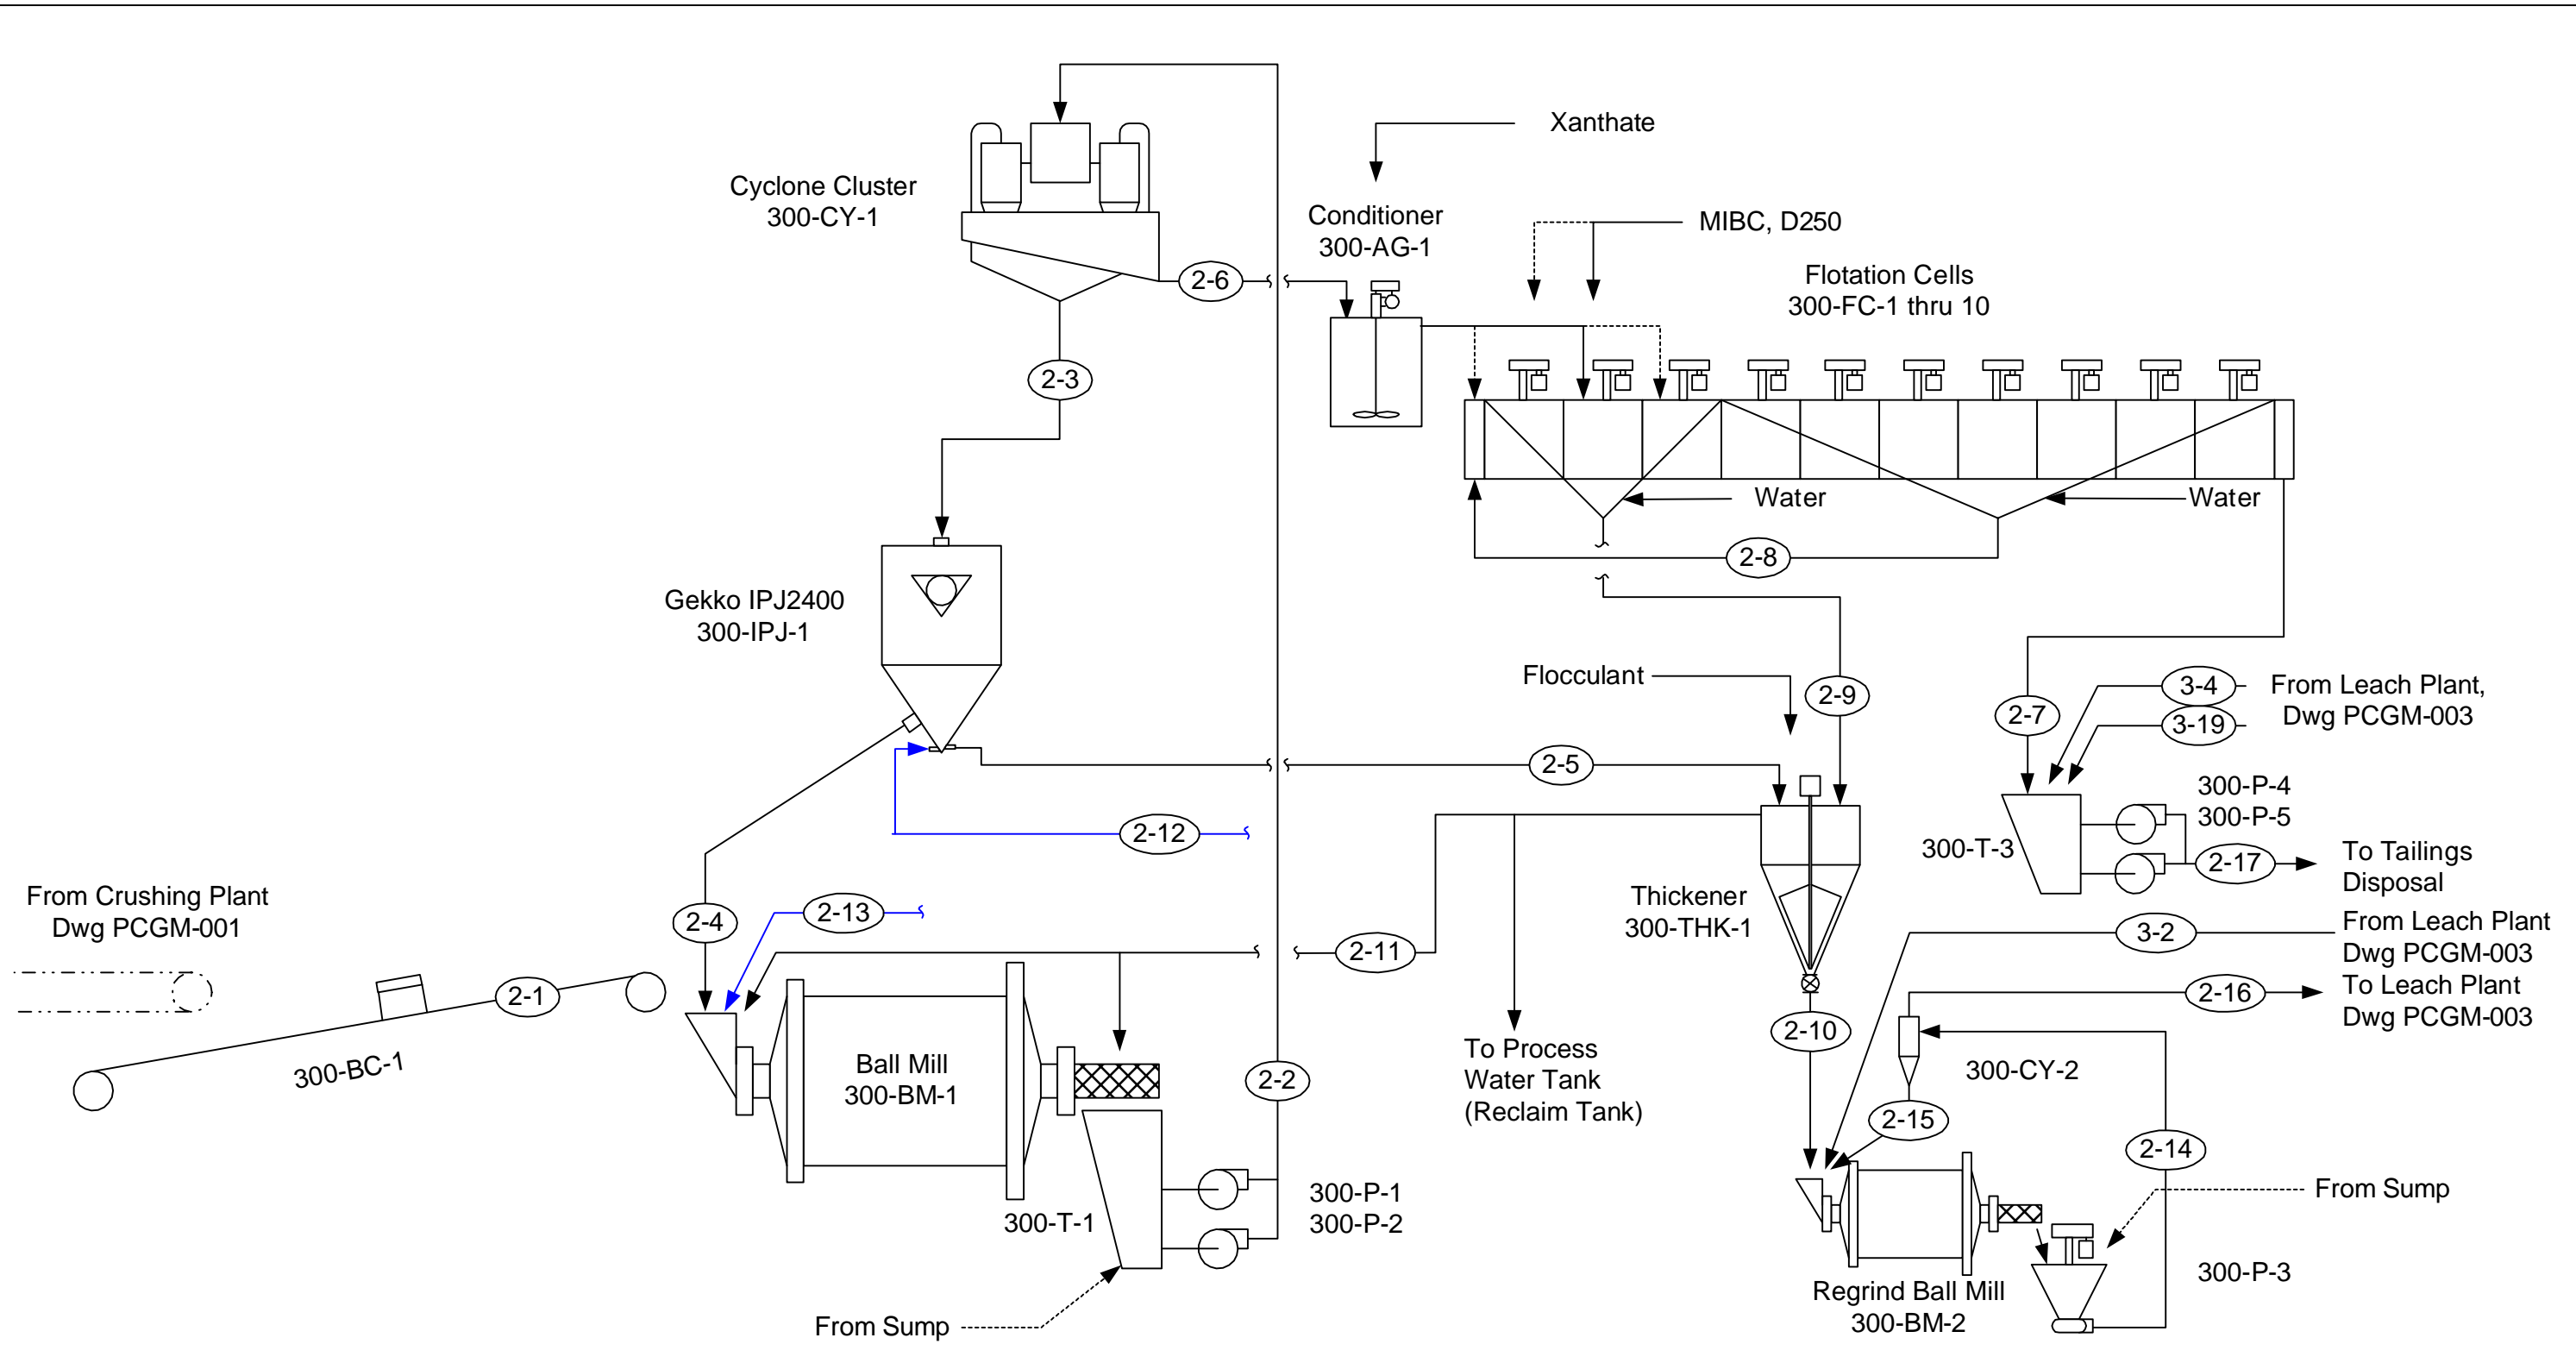 Xanthate
Cyclone Cluster
300-CY-1
Conditioner
300-AG-1
MIBC, D250
2-6
Flotation Cells
300-FC-1 thru 10
2-3
Water
Water
2-8
Gekko IPJ2400
300-IPJ-1
Flocculant
2-9
2-7
3-4
3-19
From Leach Plant,
Dwg PCGM-003
2-5
300-P-4
300-P-5
2-12
300-T-3
2-17
To Tailings
Disposal
From Crushing Plant
Dwg PCGM-001
2-4
2-13
Thickener
300-THK-1
2-11
3-2
From Leach Plant
Dwg PCGM-003
2-1
2-16
To Leach Plant
Dwg PCGM-003
300-BC-1
Ball Mill
300-BM-1
2-2
To Process
Water Tank
(Reclaim Tank)
2-10
300-CY-2
2-15
2-14
300-T-1
300-P-1
300-P-2
From Sump
300-P-3
Regrind Ball Mill
300-BM-2
From Sump